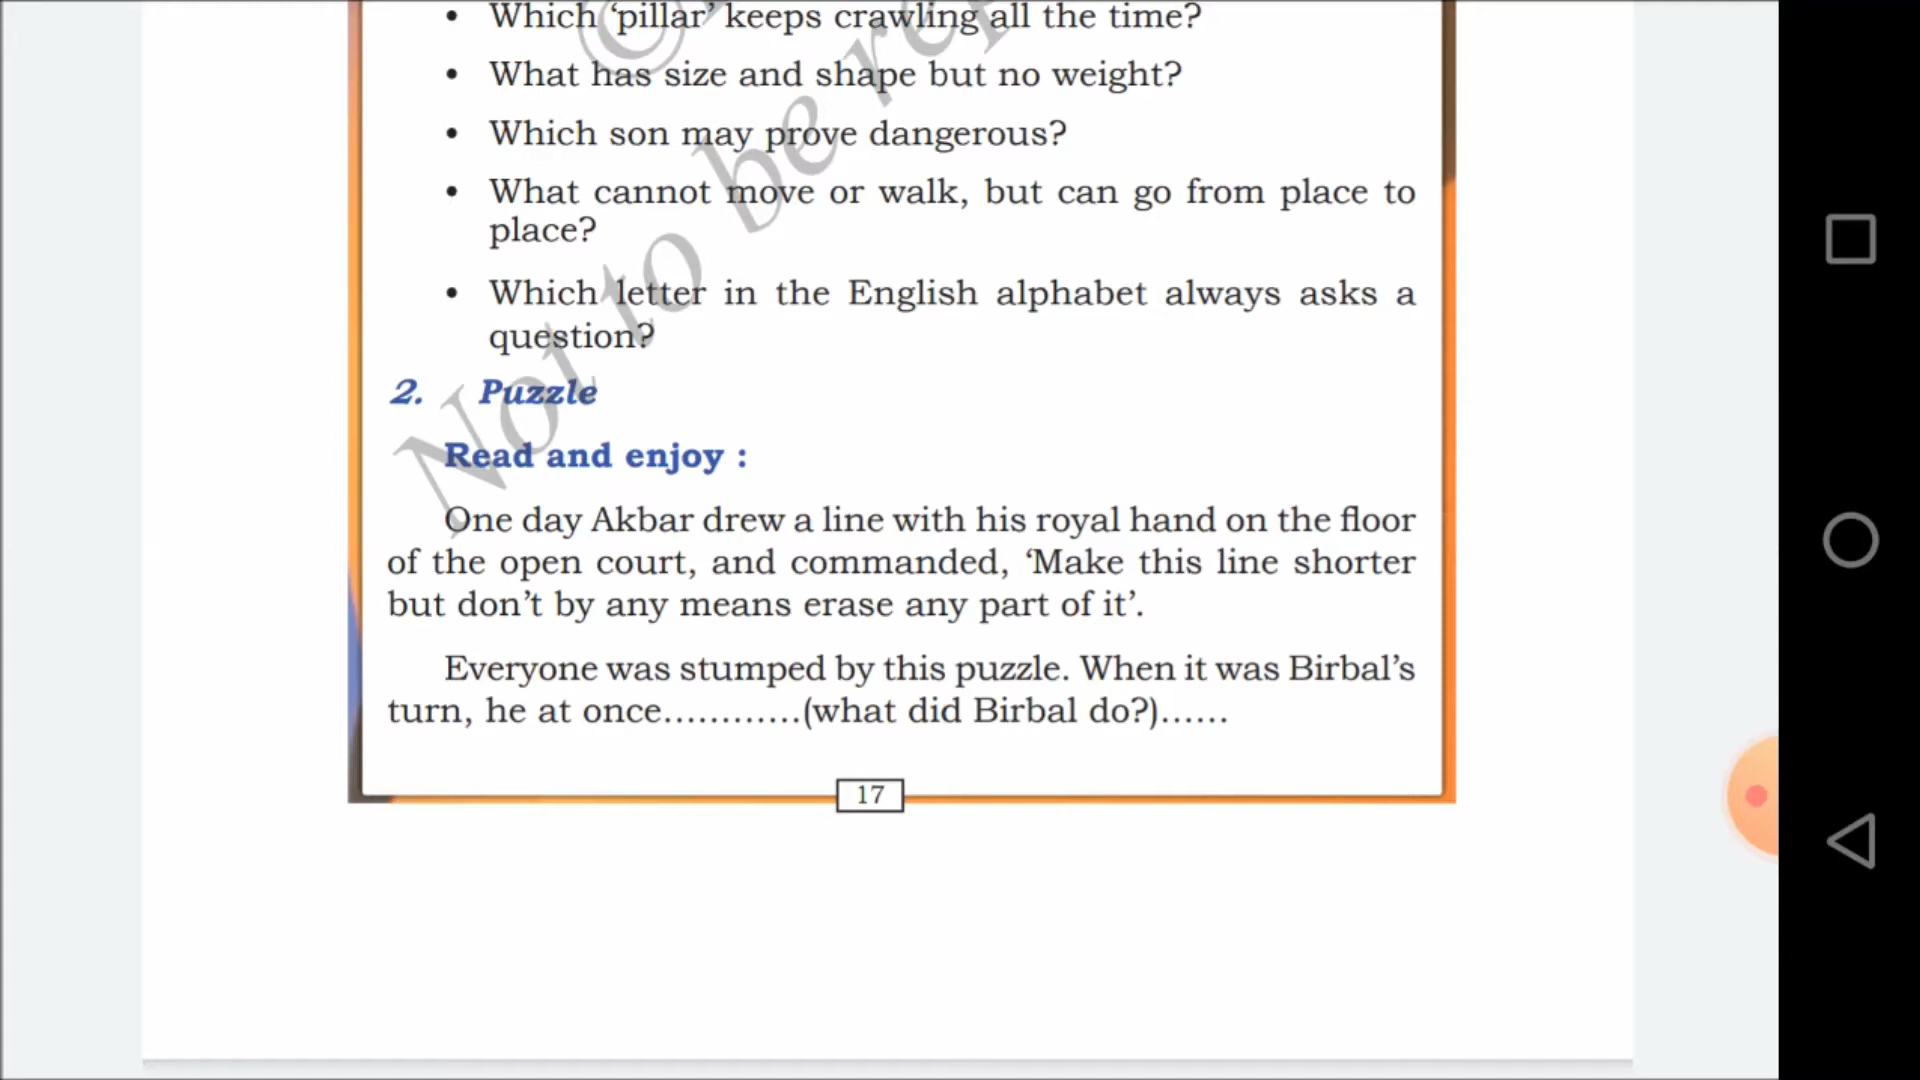 • Which ‘pillar’ keeps crawling all the time?
• What has size and shape but no weight?
• Which son may prove dangerous?
• What cannot move or walk, but can go from place to
place?
• Which letter in the English alphabet always asks a
question?
2. Puzzle
Read and enjoy :
One day Akbar drew a line with his royal hand on the floor
of the open court, and commanded, ‘Make this line shorter
but don’t by any means erase any part of it’.
Everyone was stumped by this puzzle. When it was Birbal’s
turn, he at once............(what did Birbal do?)......
17
© 
Not to be rep